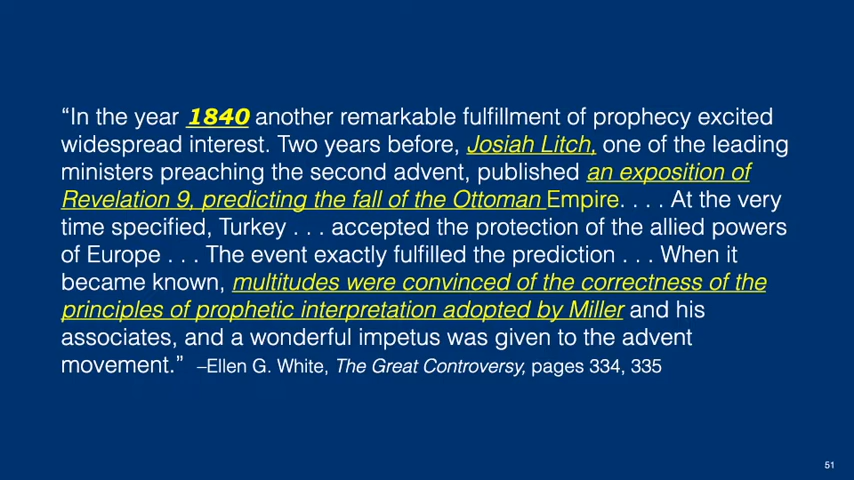 “In the year 1840 another remarkable fulfillment of prophecy excited
widespread interest. Two years before, Josiah Litch, one of the leading
ministers preaching the second advent, published an exposition of
Revelation 9, predicting the fall of the Ottoman Empire. . . . At the very
time specified, Turkey . . . accepted the protection of the allied powers
of Europe . . . The event exactly fulfilled the prediction . . . When it
became known, multitudes were convinced of the correctness of the
principles of prophetic interpretation adopted by Miller and his
associates, and a wonderful impetus was given to the advent
movement.” –Ellen G. White, The Great Controversy, pages 334, 335
51